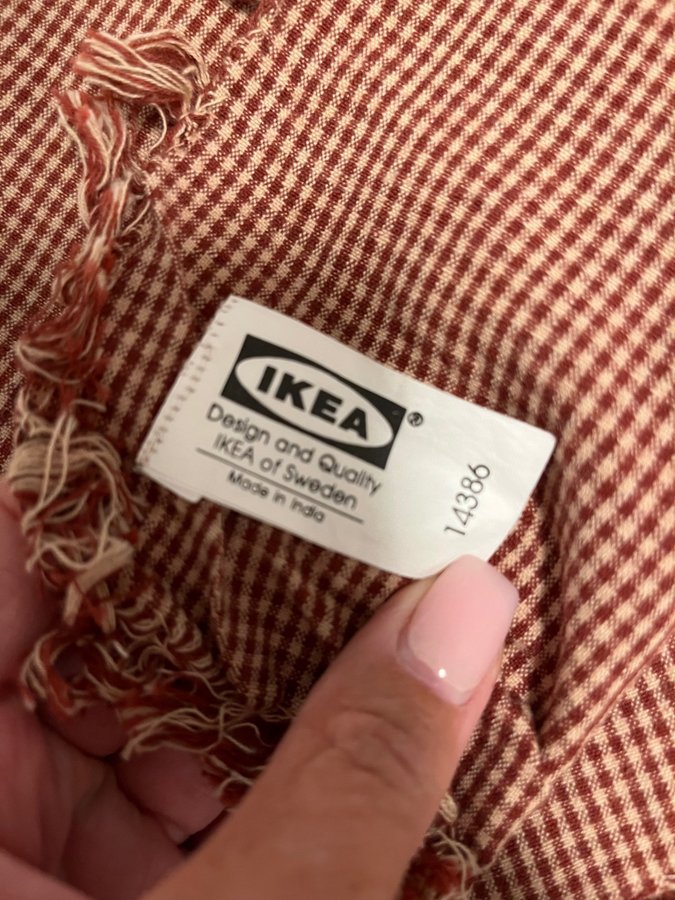 IKEA®
Design and Quality
IKEA of Sweden
Made in India
14386